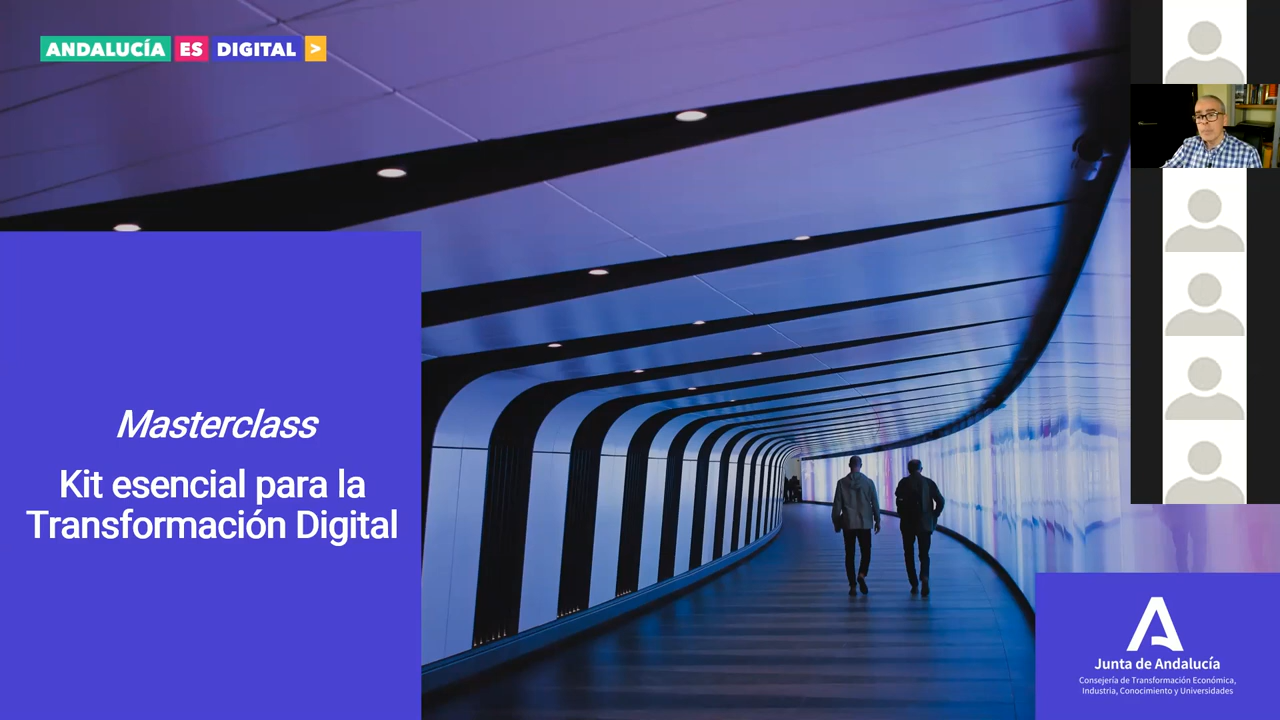 ANDALUCÍA ES DIGITAL >
Masterclass
Kit esencial para la
Transformación Digital
Junta de Andalucía
Consejería de Transformación Económica,
Industria, Conocimiento y Universidades